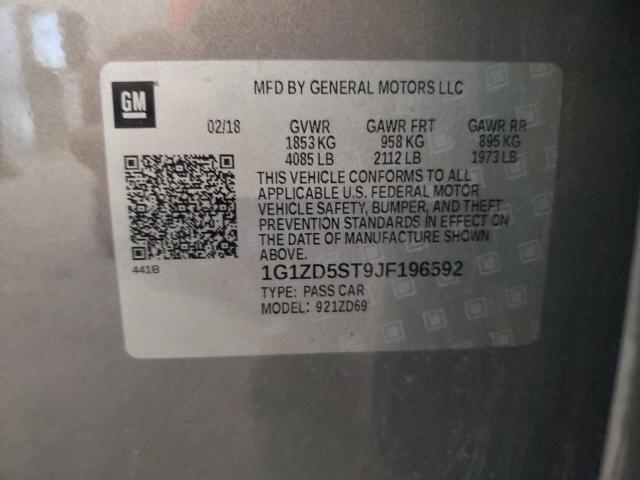 GM
MFD BY GENERAL MOTORS LLC
02/18 GVWR GAWR FRT GAWR RR
1853 KG 958 KG 895 KG
4085 LB 2112 LB 1973 LB
THIS VEHICLE CONFORMS TO ALL
APPLICABLE U.S. FEDERAL MOTOR
VEHICLE SAFETY, BUMPER, AND THEFT
PREVENTION STANDARDS IN EFFECT ON
THE DATE OF MANUFACTURE SHOWN
ABOVE.
441B
1G1ZD5ST9JF196592
TYPE: PASS CAR
MODEL: 921ZD69